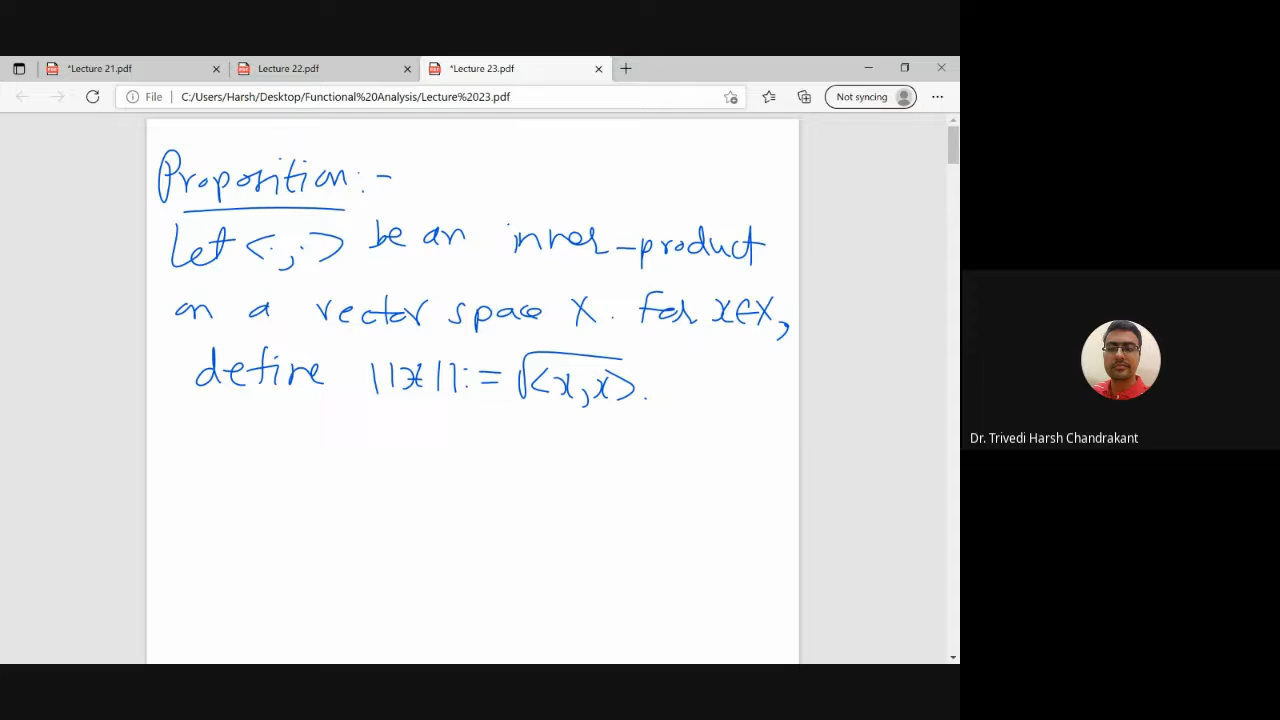 *Lecture 21.pdf
Lecture 22.pdf
*Lecture 23.pdf
File
C:/Users/Harsh/Desktop/Functional%20Analysis/Lecture%2023.pdf
Not syncing
Proposition:-
Let <·,·> be an inner-product
on a vector space X. For x∈X,
define ||x||:= √<x,x>.
Dr. Trivedi Harsh Chandrakant